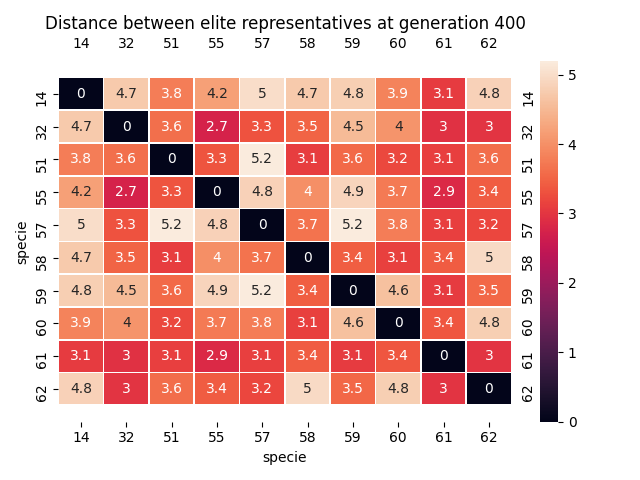 Distance between elite representatives at generation 400
14 32 51 55 57 58 59 60 61 62
14 0 4.7 3.8 4.2 5 4.7 4.8 3.9 3.1 4.8 14
32 4.7 0 3.6 2.7 3.3 3.5 4.5 4 3 3 32
51 3.8 3.6 0 3.3 5.2 3.1 3.6 3.2 3.1 3.6 51
55 4.2 2.7 3.3 0 4.8 4 4.9 3.7 2.9 3.4 55
57 5 3.3 5.2 4.8 0 3.7 5.2 3.8 3.1 3.2 57
58 4.7 3.5 3.1 4 3.7 0 3.4 3.1 3.4 5 58
59 4.8 4.5 3.6 4.9 5.2 3.4 0 4.6 3.1 3.5 59
60 3.9 4 3.2 3.7 3.8 3.1 4.6 0 3.4 4.8 60
61 3.1 3 3.1 2.9 3.1 3.4 3.1 3.4 0 3 61
62 4.8 3 3.6 3.4 3.2 5 3.5 4.8 3 0 62
14 32 51 55 57 58 59 60 61 62
specie
specie
5
4
3
2
1
0